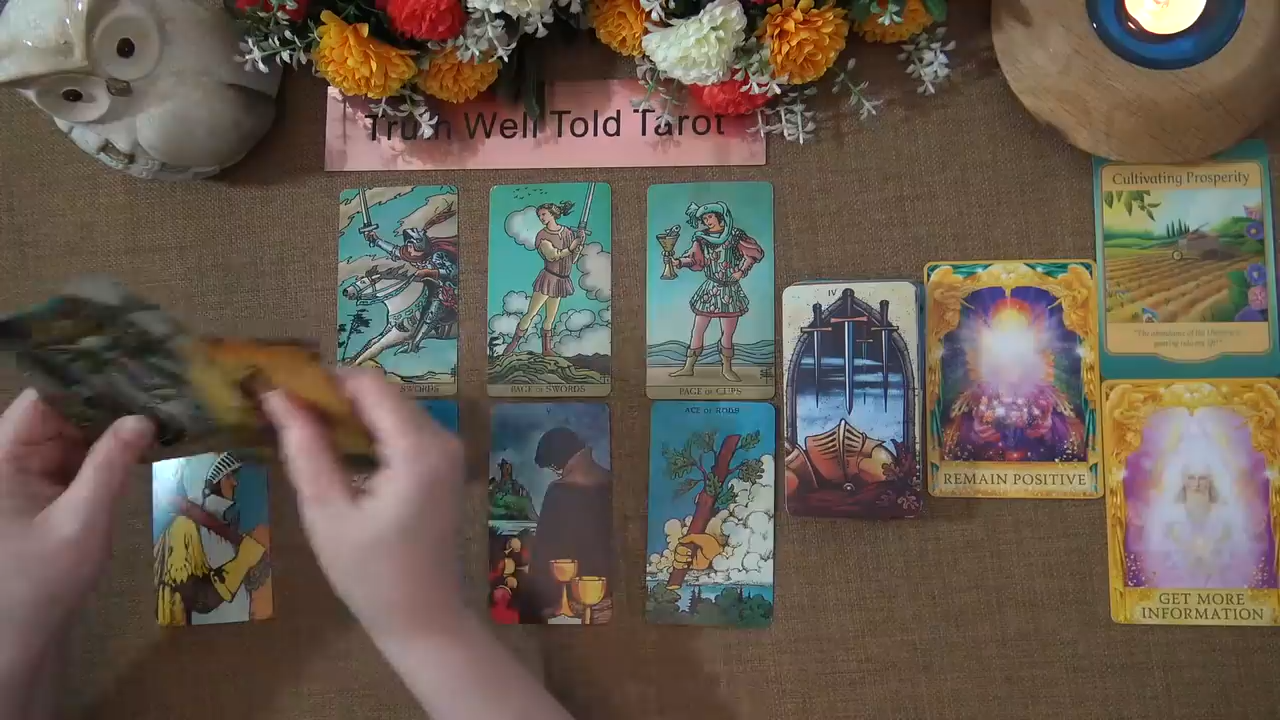 Truth Well Told Tarot
Cultivating Prosperity
SWORDS
PAGE OF SWORDS
PAGE OF CUPS
IV
REMAIN POSITIVE
V
ACE OF RODS
GET MORE
INFORMATION